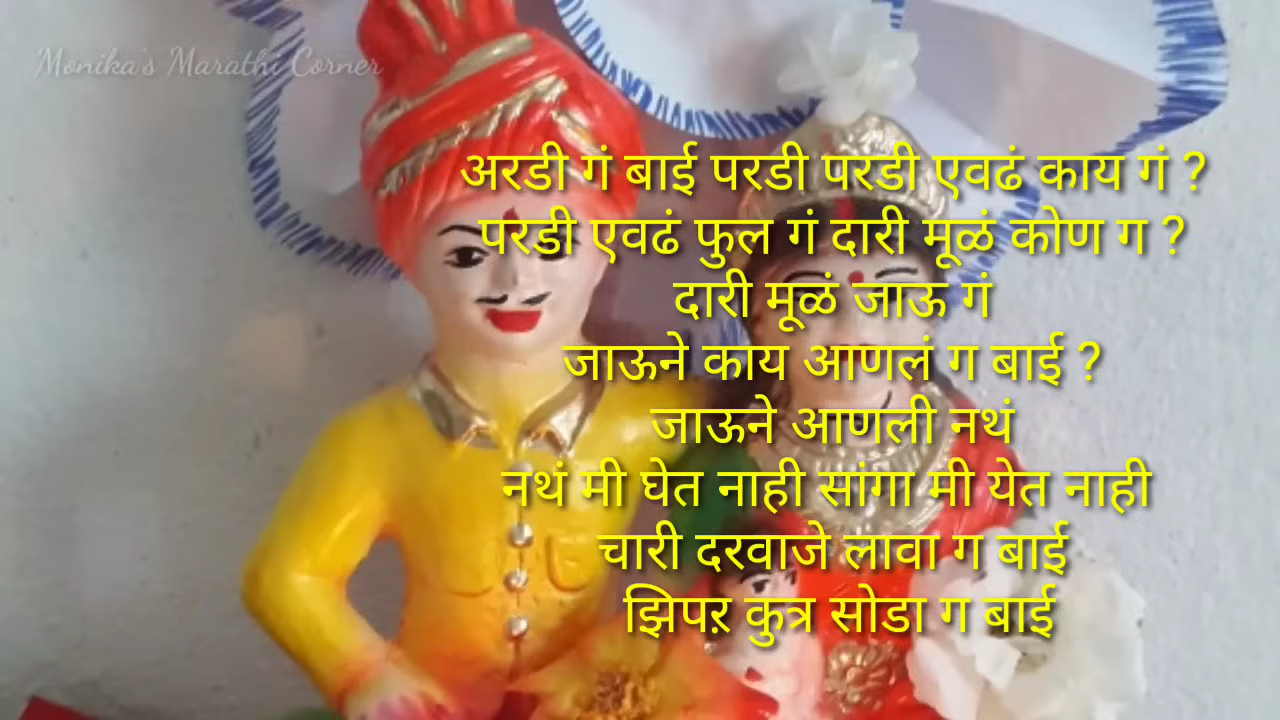 Monika's Marathi Corner
अरडी गं बाई परडी परडी एवढं काय गं ?
परडी एवढं फुल गं दारी मूळं कोण ग ?
दारी मूळं जाऊ गं
जाऊने काय आणलं ग बाई ?
जाऊने आणली नथं
नथं मी घेत नाही सांगा मी येत नाही
चारी दरवाजे लावा ग बाई
झिपऱ कुत्र सोडा ग बाई